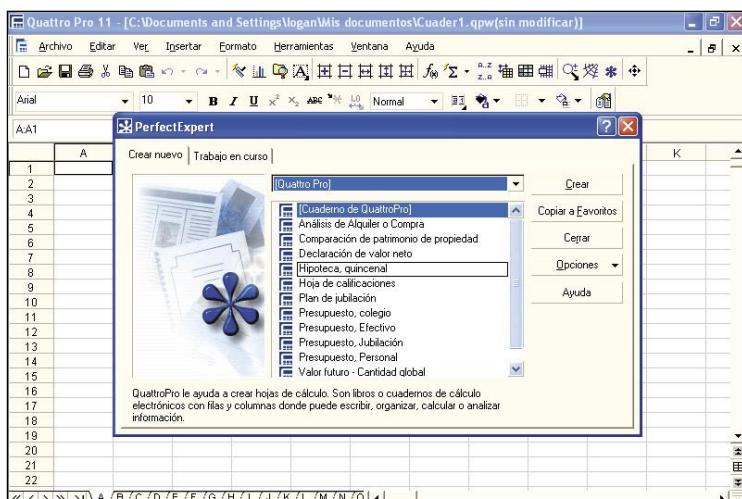 Quattro Pro 11 - [C:\Documents and Settings\logan\Mis documentos\Cuader1.qpw(sin modificar)]
Archivo Editar Ver Insertar Formato Herramientas Ventana Ayuda
Arial 10 B I U x² x₂ ABC Normal
A:A1
PerfectExpert
Crear nuevo Trabajo en curso
[Quattro Pro]
[Cuaderno de QuattroPro]
Análisis de Alquiler o Compra
Comparación de patrimonio de propiedad
Declaración de valor neto
Hipoteca, quincenal
Hoja de calificaciones
Plan de jubilación
Presupuesto, colegio
Presupuesto, Efectivo
Presupuesto, Jubilación
Presupuesto, Personal
Valor futuro - Cantidad global
Crear
Copiar a Favoritos
Cerrar
Opciones
Ayuda
QuattroPro le ayuda a crear hojas de cálculo. Son libros o cuadernos de cálculo
electrónicos con filas y columnas donde puede escribir, organizar, calcular o analizar
información.
A K
1
2
3
4
5
6
7
8
9
10
11
12
13
14
15
16
17
18
19
20
21
22
A B C D E F G H I J K L M N O